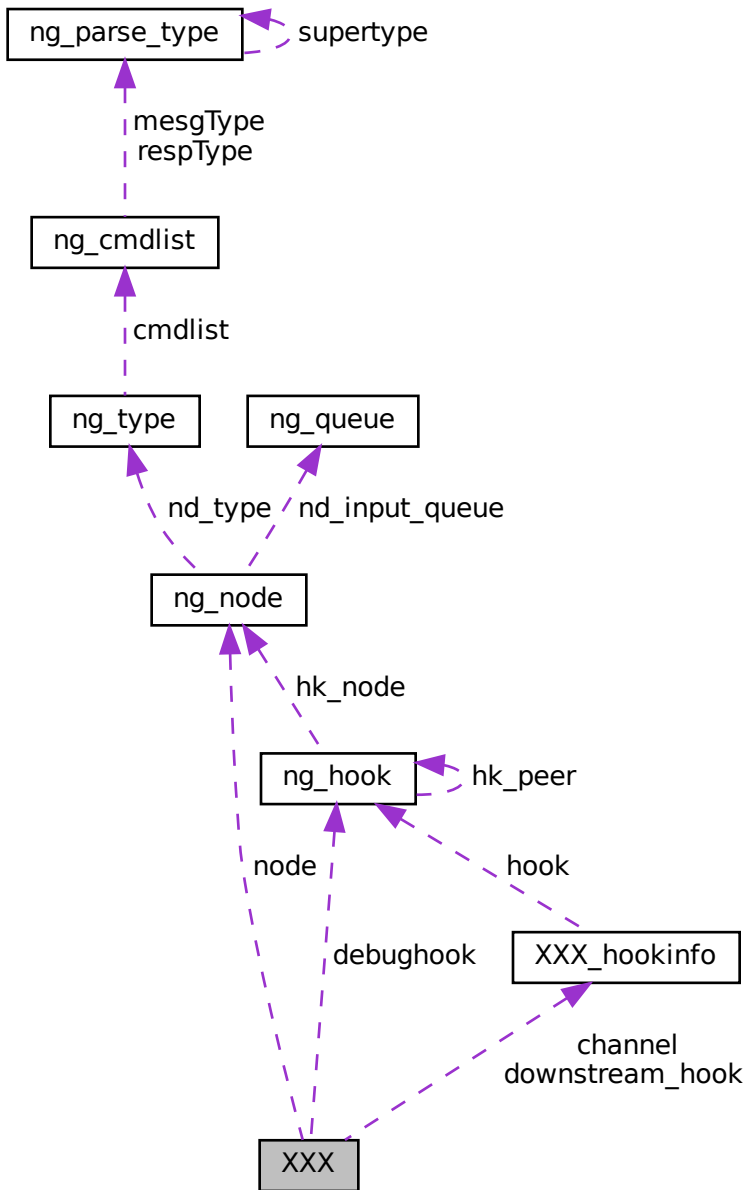 ng_parse_type
supertype
mesgType
respType
ng_cmdlist
cmdlist
ng_type
ng_queue
nd_type
nd_input_queue
ng_node
hk_node
ng_hook
hk_peer
node
hook
debughook
XXX_hookinfo
channel
downstream_hook
XXX